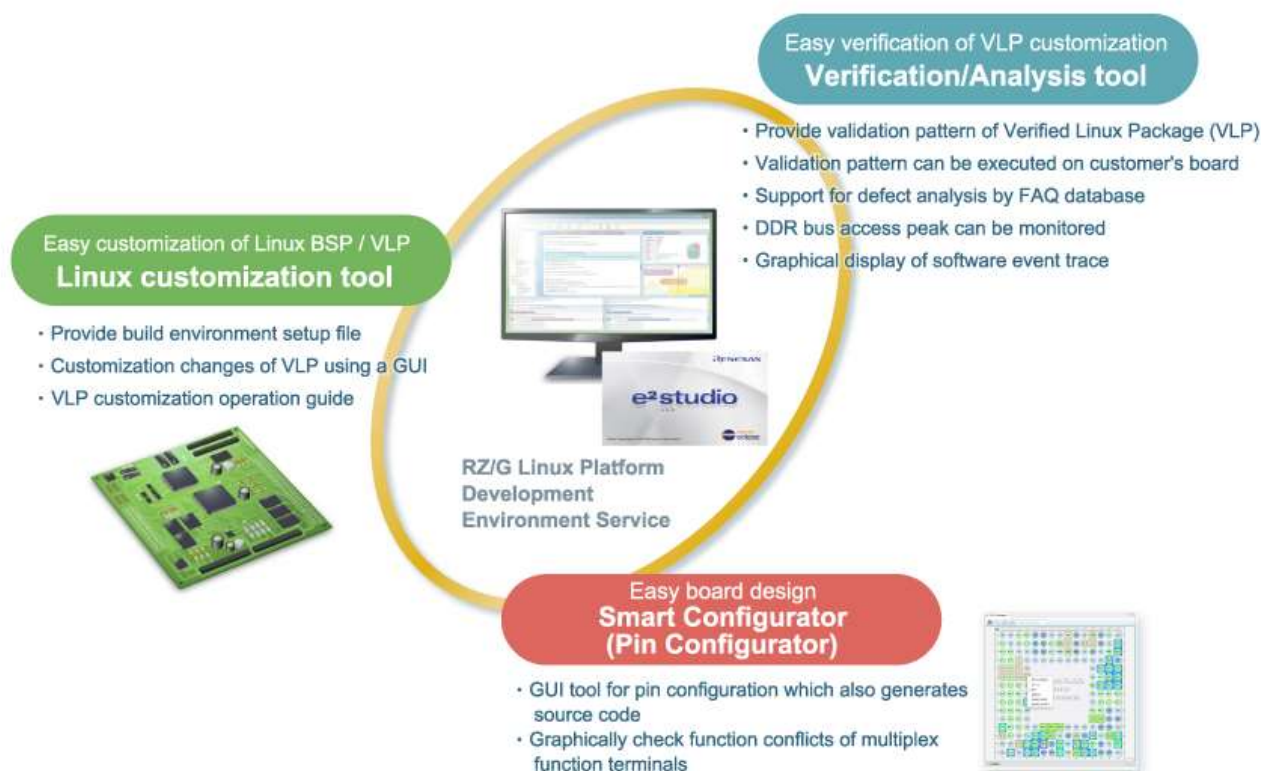 Easy verification of VLP customization
Verification/Analysis tool
• Provide validation pattern of Verified Linux Package (VLP)
• Validation pattern can be executed on customer's board
• Support for defect analysis by FAQ database
• DDR bus access peak can be monitored
• Graphical display of software event trace
Easy customization of Linux BSP / VLP
Linux customization tool
• Provide build environment setup file
• Customization changes of VLP using a GUI
• VLP customization operation guide
RENESAS
e² studio
RZ/G Linux Platform
Development
Environment Service
Easy board design
Smart Configurator
(Pin Configurator)
• GUI tool for pin configuration which also generates
source code
• Graphically check function conflicts of multiplex
function terminals